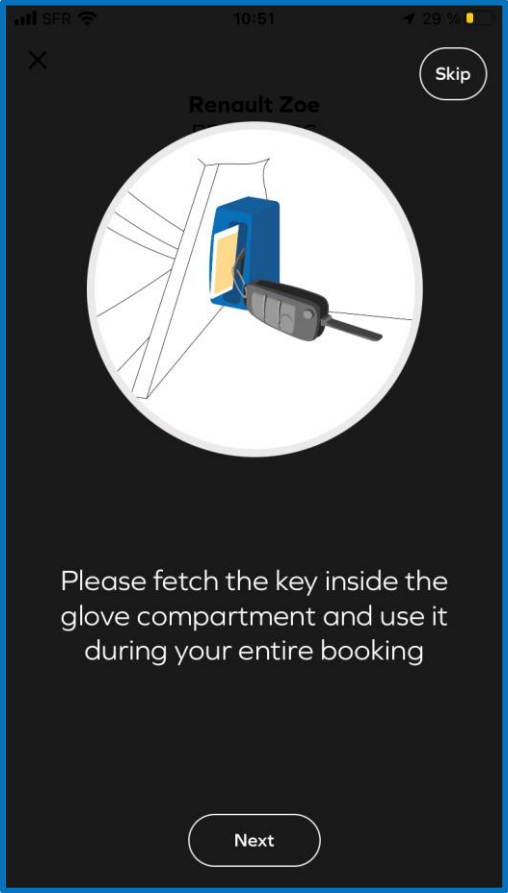 SFR 10:51 29 %
Skip
Renault Zoe
Please fetch the key inside the
glove compartment and use it
during your entire booking
Next